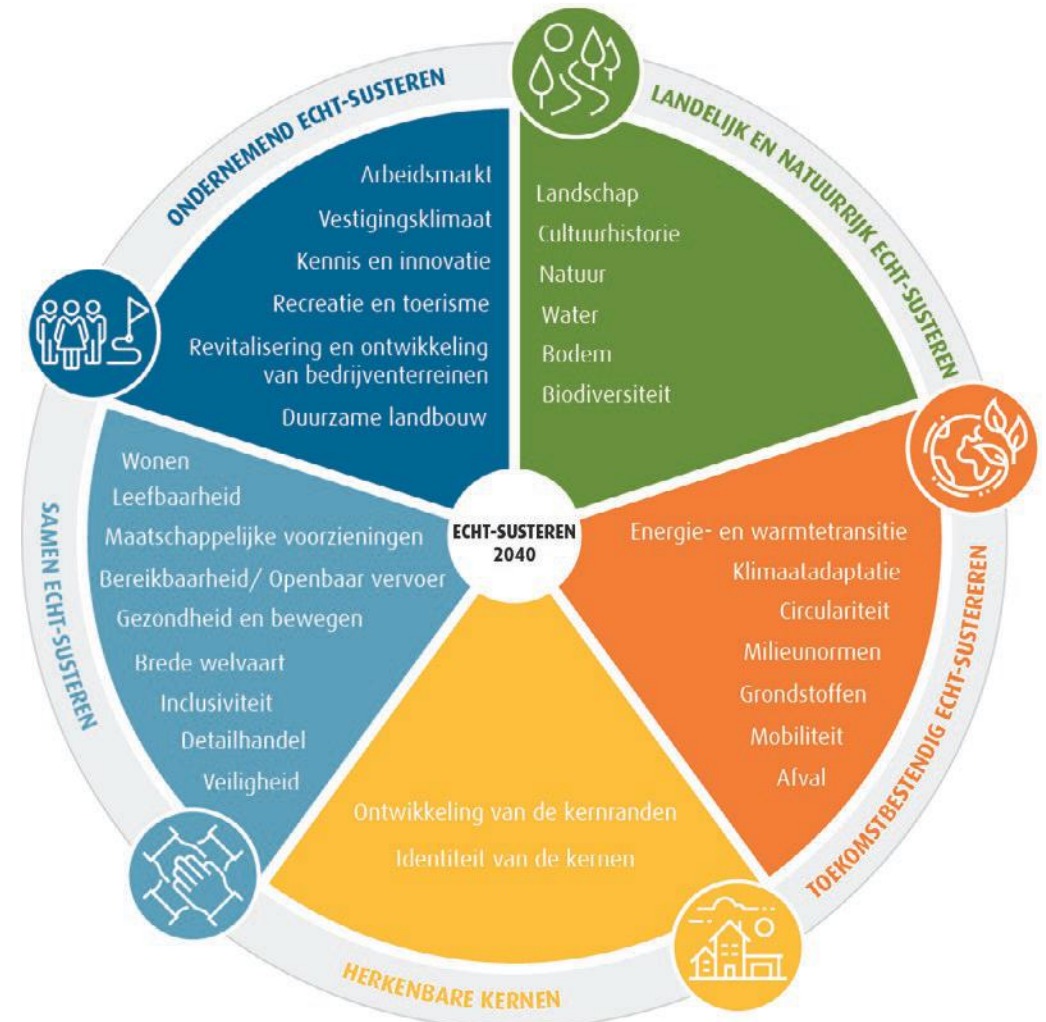 ONDERNEMEND ECHT-SUSTEREN
Arbeidsmarkt
Vestigingsklimaat
Kennis en innovatie
Recreatie en toerisme
Revitalisering en ontwikkeling
van bedrijventerreinen
Duurzame landbouw
LANDELIJK EN NATUURRIJK ECHT-SUSTEREN
Landschap
Cultuurhistorie
Natuur
Water
Bodem
Biodiversiteit
ECHT-SUSTEREN
2040
SAMEN ECHT-SUSTEREN
Wonen
Leefbaarheid
Maatschappelijke voorzieningen
Bereikbaarheid/ Openbaar vervoer
Gezondheid en bewegen
Brede welvaart
Inclusiviteit
Detailhandel
Veiligheid
TOEKOMSTBESTENDIG ECHT-SUSTEREREN
Energie- en warmtetransitie
Klimaatadaptatie
Circulariteit
Milieunormen
Grondstoffen
Mobiliteit
Afval
Ontwikkeling van de kernranden
Identiteit van de kernen
HERKENBARE KERNEN